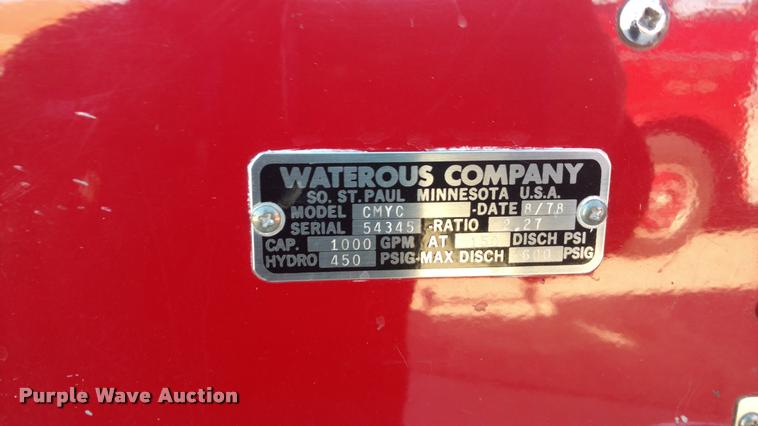 WATEROUS COMPANY
SO. ST. PAUL MINNESOTA U.S.A.
MODEL CMYC -DATE 8/78
SERIAL 54345 -RATIO 2.27
CAP. 1000 GPM AT 150 DISCH PSI
HYDRO 450 PSIG-MAX DISCH 600 PSIG
Purple Wave Auction